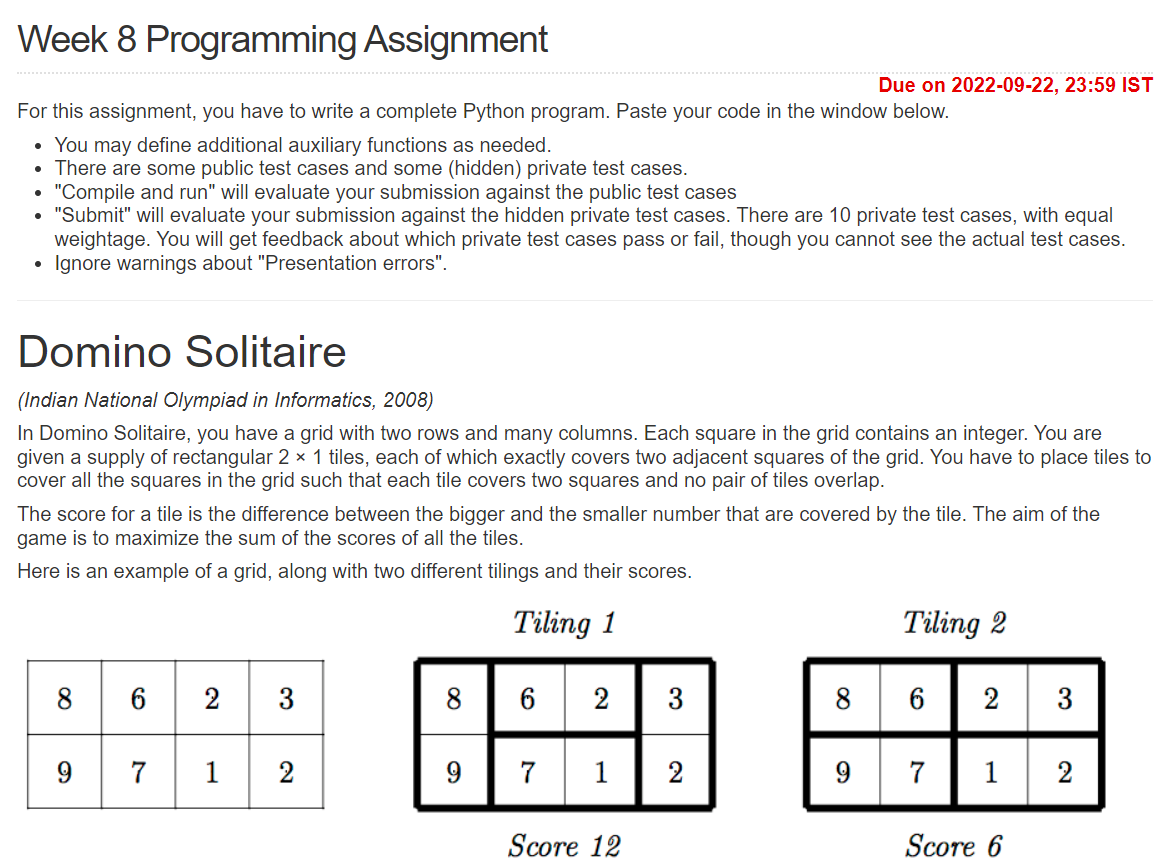 Week 8 Programming Assignment
Due on 2022-09-22, 23:59 IST
For this assignment, you have to write a complete Python program. Paste your code in the window below.
• You may define additional auxiliary functions as needed.
• There are some public test cases and some (hidden) private test cases.
• "Compile and run" will evaluate your submission against the public test cases
• "Submit" will evaluate your submission against the hidden private test cases. There are 10 private test cases, with equal
weightage. You will get feedback about which private test cases pass or fail, though you cannot see the actual test cases.
• Ignore warnings about "Presentation errors".
Domino Solitaire
(Indian National Olympiad in Informatics, 2008)
In Domino Solitaire, you have a grid with two rows and many columns. Each square in the grid contains an integer. You are
given a supply of rectangular 2 × 1 tiles, each of which exactly covers two adjacent squares of the grid. You have to place tiles to
cover all the squares in the grid such that each tile covers two squares and no pair of tiles overlap.
The score for a tile is the difference between the bigger and the smaller number that are covered by the tile. The aim of the
game is to maximize the sum of the scores of all the tiles.
Here is an example of a grid, along with two different tilings and their scores.
Tiling 1 Tiling 2
8 6 2 3 8 6 2 3 8 6 2 3
9 7 1 2 9 7 1 2 9 7 1 2
Score 12 Score 6